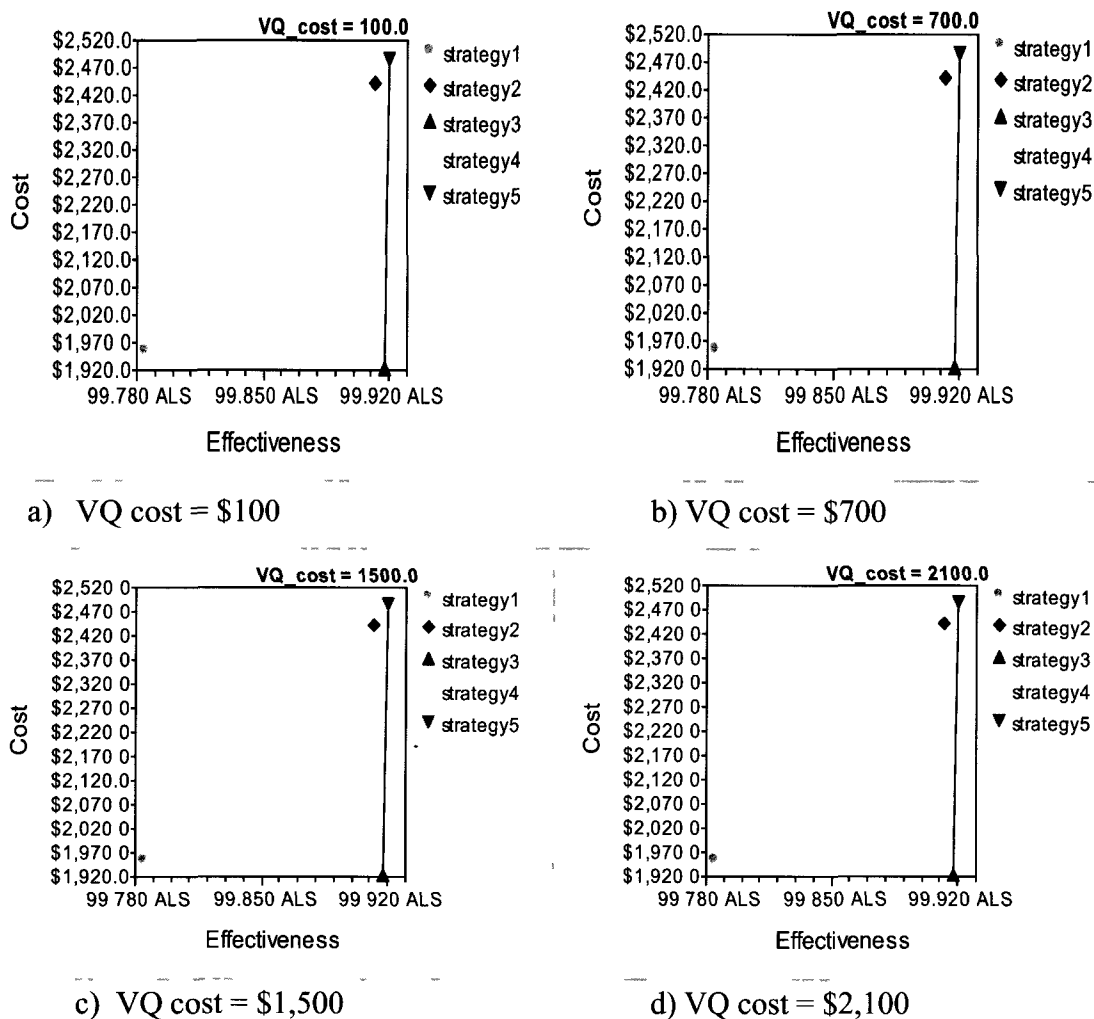 VQ_cost = 100.0
$2,520.0
$2,470.0
$2,420.0
$2,370.0
$2,320.0
$2,270.0
$2,220.0
$2,170.0
$2,120.0
$2,070.0
$2,020.0
$1,970.0
$1,920.0
Cost
99.780 ALS 99.850 ALS 99.920 ALS
Effectiveness
strategy1
strategy2
strategy3
strategy4
strategy5
a) VQ cost = $100
VQ_cost = 700.0
$2,520.0
$2,470.0
$2,420 0
$2,370 0
$2,320.0
$2,270.0
$2,220 0
$2,170.0
$2,120.0
$2,070 0
$2,020.0
$1,970.0
$1,920.0
Cost
99.780 ALS 99 850 ALS 99.920 ALS
Effectiveness
strategy1
strategy2
strategy3
strategy4
strategy5
b) VQ cost = $700
VQ_cost = 1500.0
$2,520 0
$2,470 0
$2,420 0
$2,370 0
$2,320 0
$2,270 0
$2,220 0
$2,170 0
$2,120 0
$2,070 0
$2,020 0
$1,970 0
$1,920 0
Cost
99 780 ALS 99 850 ALS 99 920 ALS
Effectiveness
strategy1
strategy2
strategy3
strategy4
strategy5
c) VQ cost = $1,500
VQ_cost = 2100.0
$2,520 0
$2,470 0
$2,420 0
$2,370 0
$2,320 0
$2,270 0
$2,220 0
$2,170 0
$2,120 0
$2,070 0
$2,020 0
$1,970 0
$1,920 0
Cost
99 780 ALS 99 850 ALS 99.920 ALS
Effectiveness
strategy1
strategy2
strategy3
strategy4
strategy5
d) VQ cost = $2,100